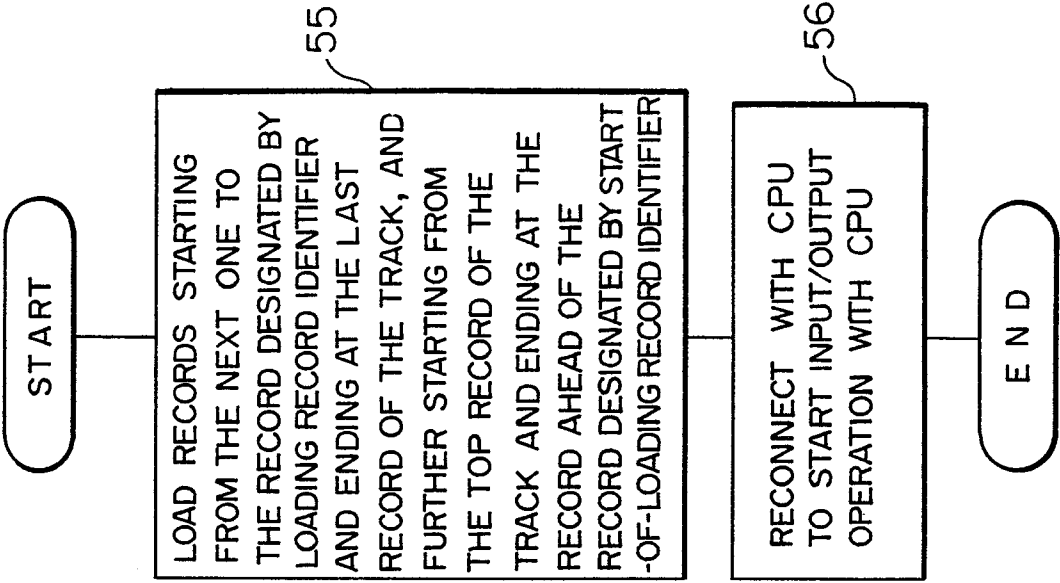 START
LOAD RECORDS STARTING
FROM THE NEXT ONE TO
THE RECORD DESIGNATED BY
LOADING RECORD IDENTIFIER
AND ENDING AT THE LAST
RECORD OF THE TRACK, AND
FURTHER STARTING FROM
THE TOP RECORD OF THE
TRACK AND ENDING AT THE
RECORD AHEAD OF THE
RECORD DESIGNATED BY START
-OF-LOADING RECORD IDENTIFIER
55
RECONNECT WITH CPU
TO START INPUT/OUTPUT
OPERATION WITH CPU
56
END